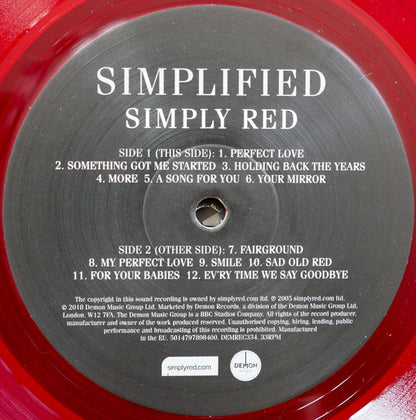 SIMPLIFIED
SIMPLY RED
SIDE 1 (THIS SIDE): 1. PERFECT LOVE
2. SOMETHING GOT ME STARTED 3. HOLDING BACK THE YEARS
4. MORE 5. A SONG FOR YOU 6. YOUR MIRROR
SIDE 2 (OTHER SIDE): 7. FAIRGROUND
8. MY PERFECT LOVE 9. SMILE 10. SAD OLD RED
11. FOR YOUR BABIES 12. EV'RY TIME WE SAY GOODBYE
The copyright in this sound recording is owned by simplyred.com ltd. ℗ 2005 simplyred.com ltd.
© 2018 Demon Music Group Ltd. Marketed by Demon Records, a division of the Demon Music Group Ltd.
London. W12 7FA. The Demon Music Group is a BBC Studios Company. All rights of the record producer,
manufacturer and owner of the work produced reserved. Unauthorised copying, hiring, lending, public
performance and broadcasting of this recording is prohibited. Manufactured
in the EU. 5014797898400. DEMREC334, 33RPM
simplyred.com
DEMON